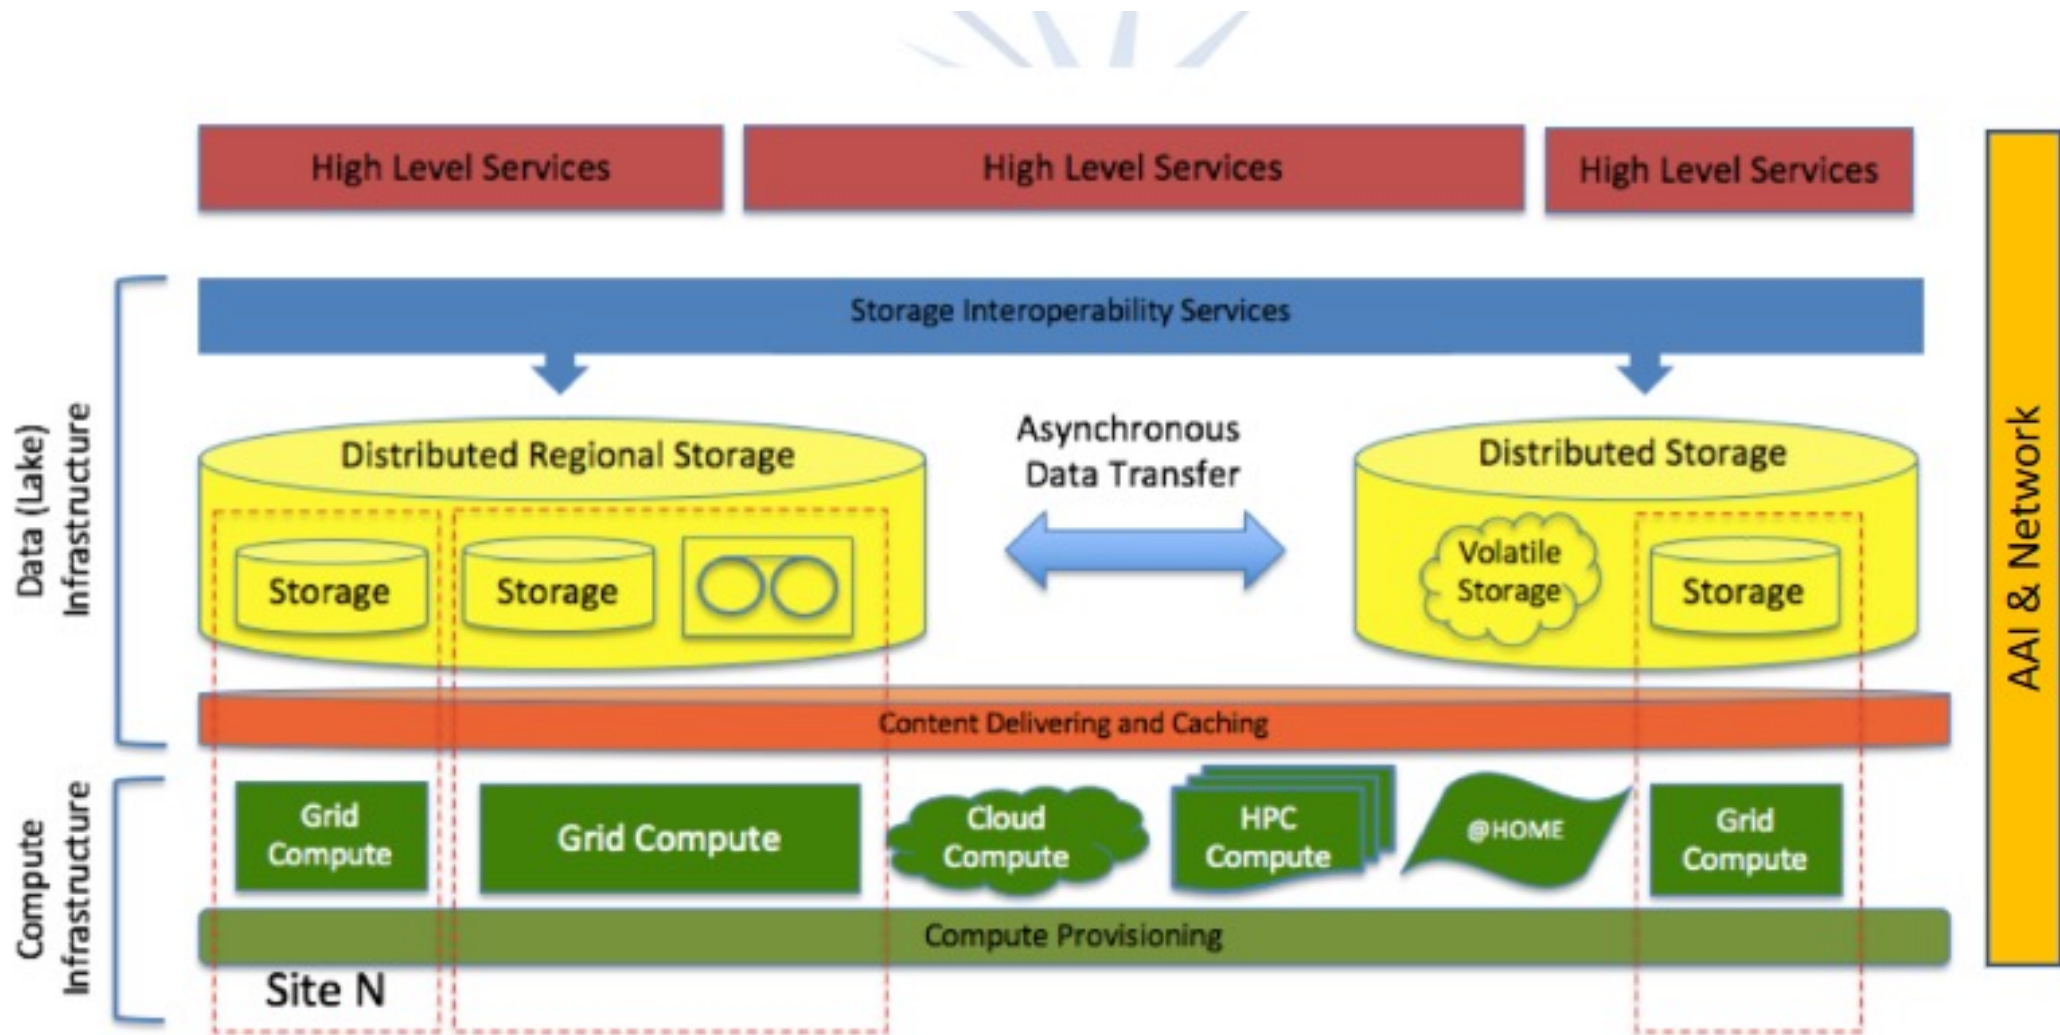 High Level Services
High Level Services
High Level Services
Storage Interoperability Services
Data (Lake)
Infrastructure
Distributed Regional Storage
Asynchronous
Data Transfer
Distributed Storage
Storage
Storage
Volatile
Storage
Storage
AAI & Network
Content Delivering and Caching
Compute
Infrastructure
Grid
Compute
Grid Compute
Cloud
Compute
HPC
Compute
@HOME
Grid
Compute
Compute Provisioning
Site N